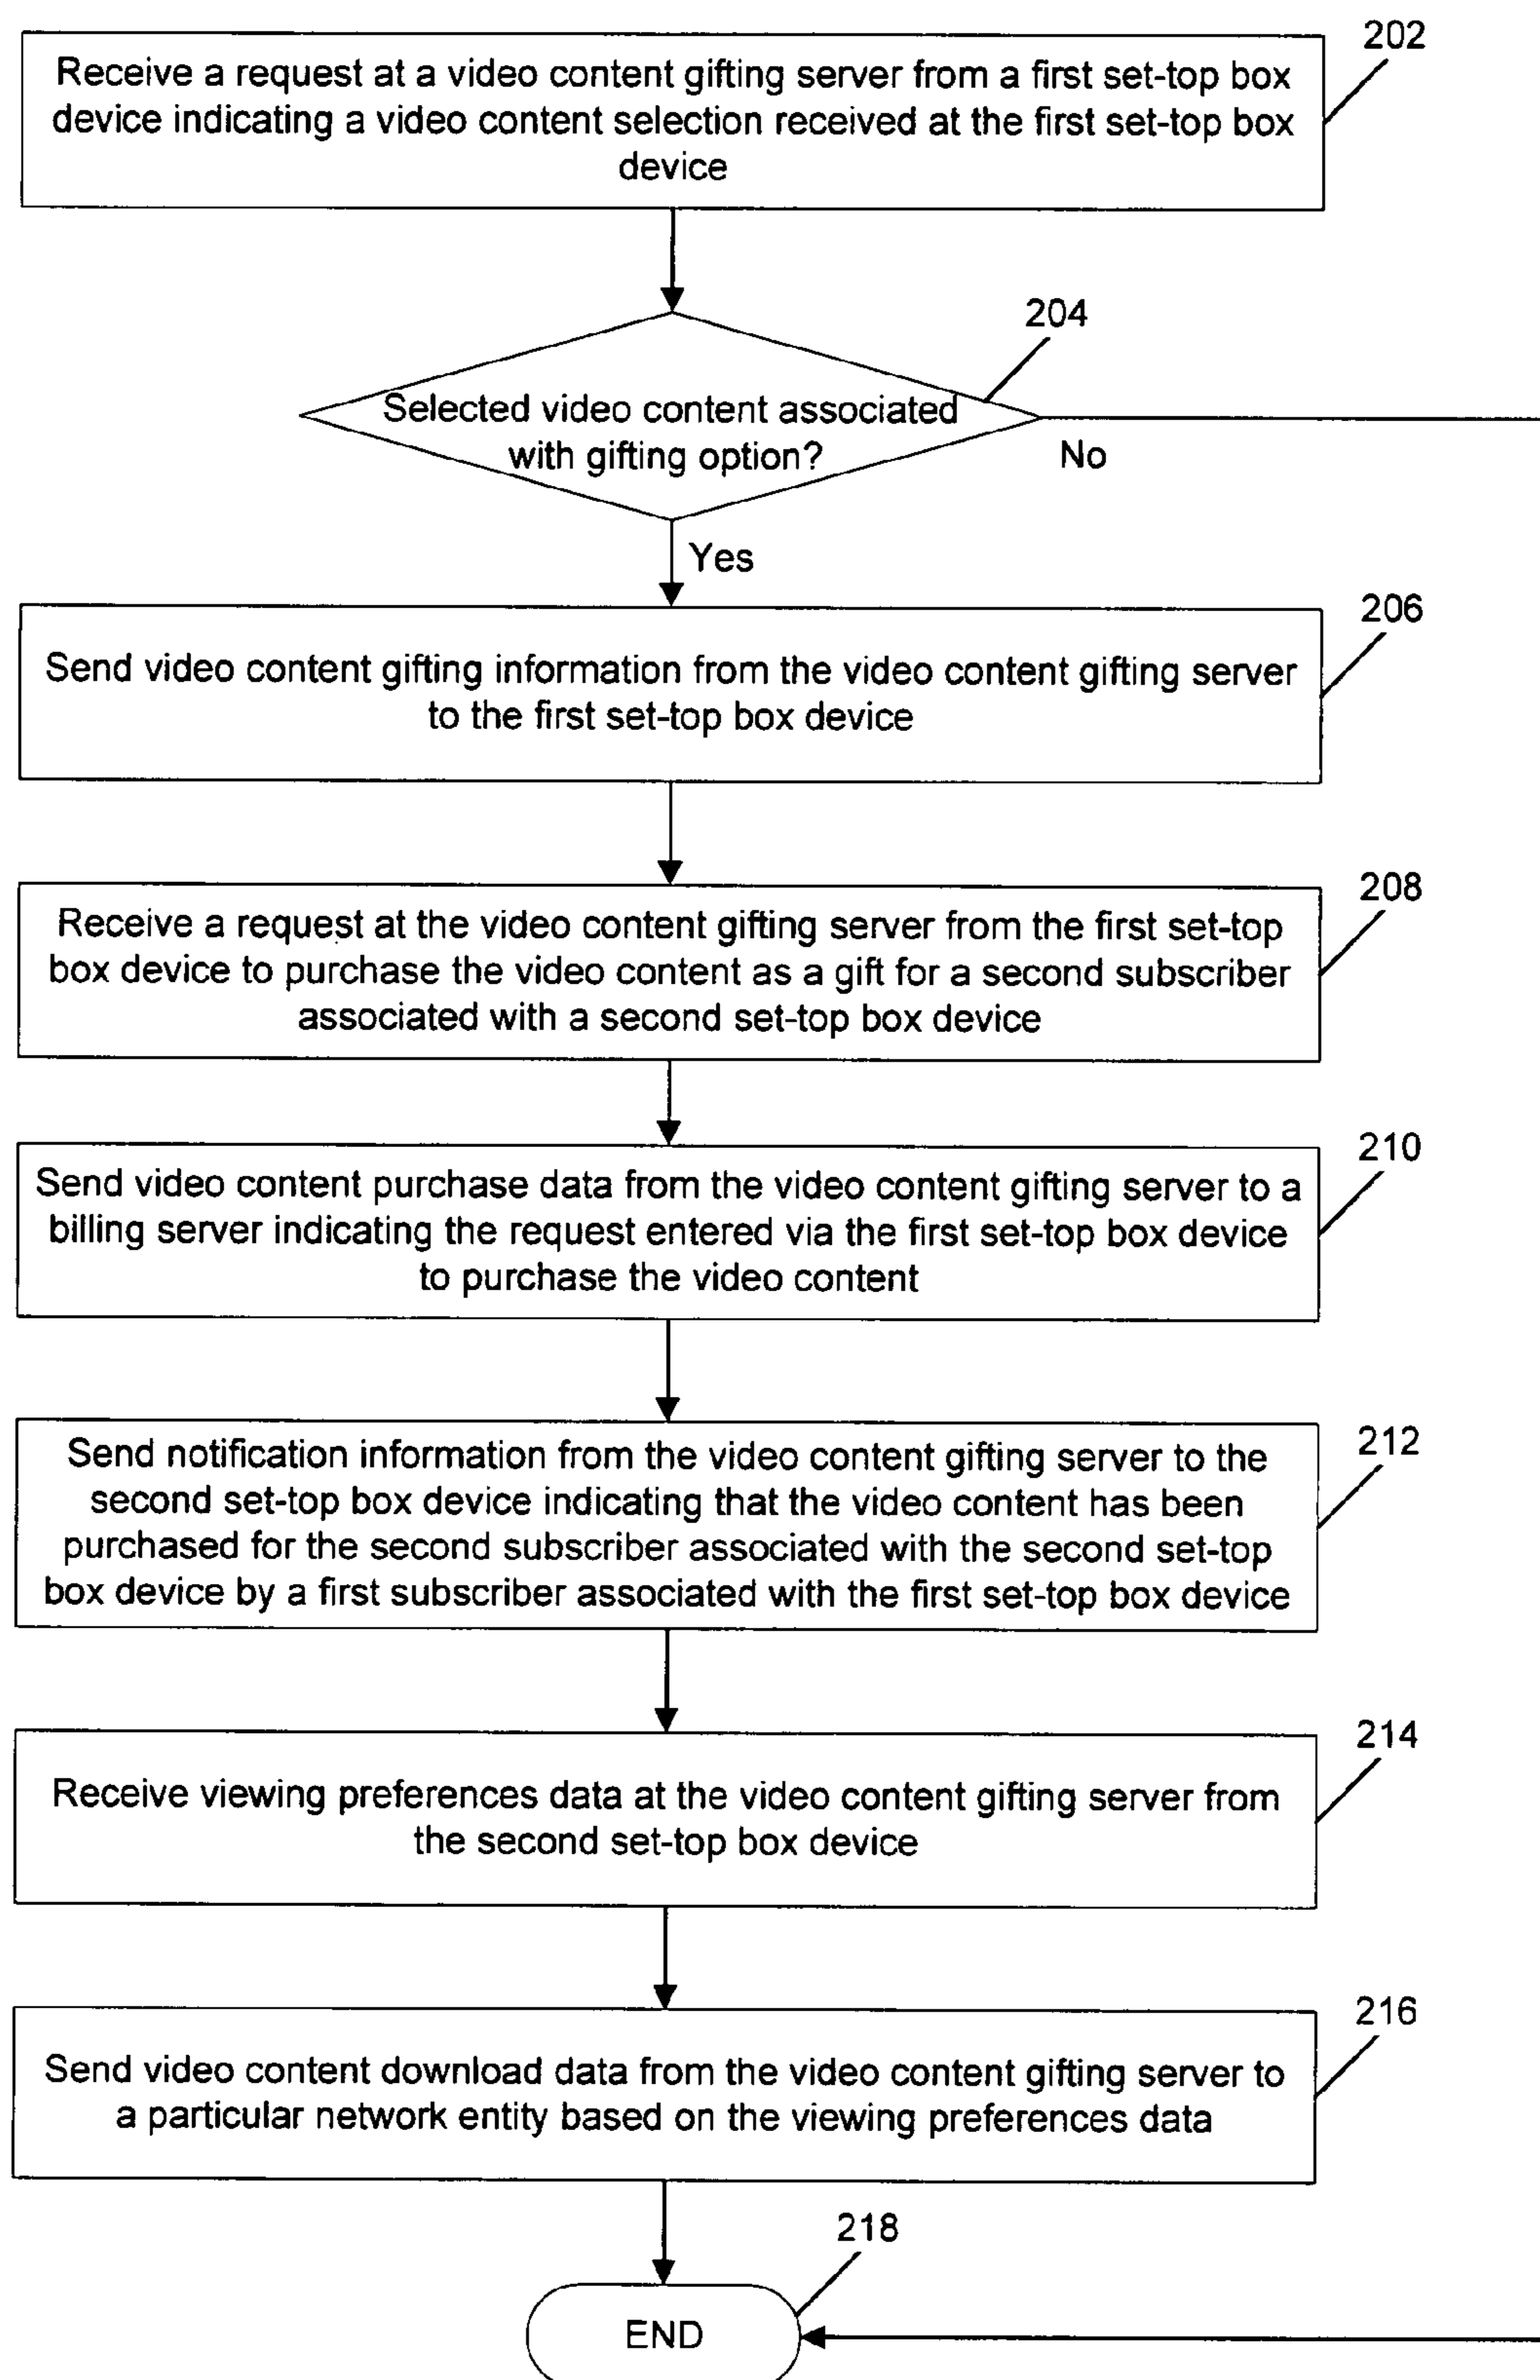 202
Receive a request at a video content gifting server from a first set-top box
device indicating a video content selection received at the first set-top box
device
204
Selected video content associated
with gifting option?
No
Yes
206
Send video content gifting information from the video content gifting server
to the first set-top box device
208
Receive a request at the video content gifting server from the first set-top
box device to purchase the video content as a gift for a second subscriber
associated with a second set-top box device
210
Send video content purchase data from the video content gifting server to a
billing server indicating the request entered via the first set-top box device
to purchase the video content
212
Send notification information from the video content gifting server to the
second set-top box device indicating that the video content has been
purchased for the second subscriber associated with the second set-top
box device by a first subscriber associated with the first set-top box device
214
Receive viewing preferences data at the video content gifting server from
the second set-top box device
216
Send video content download data from the video content gifting server to
a particular network entity based on the viewing preferences data
218
END